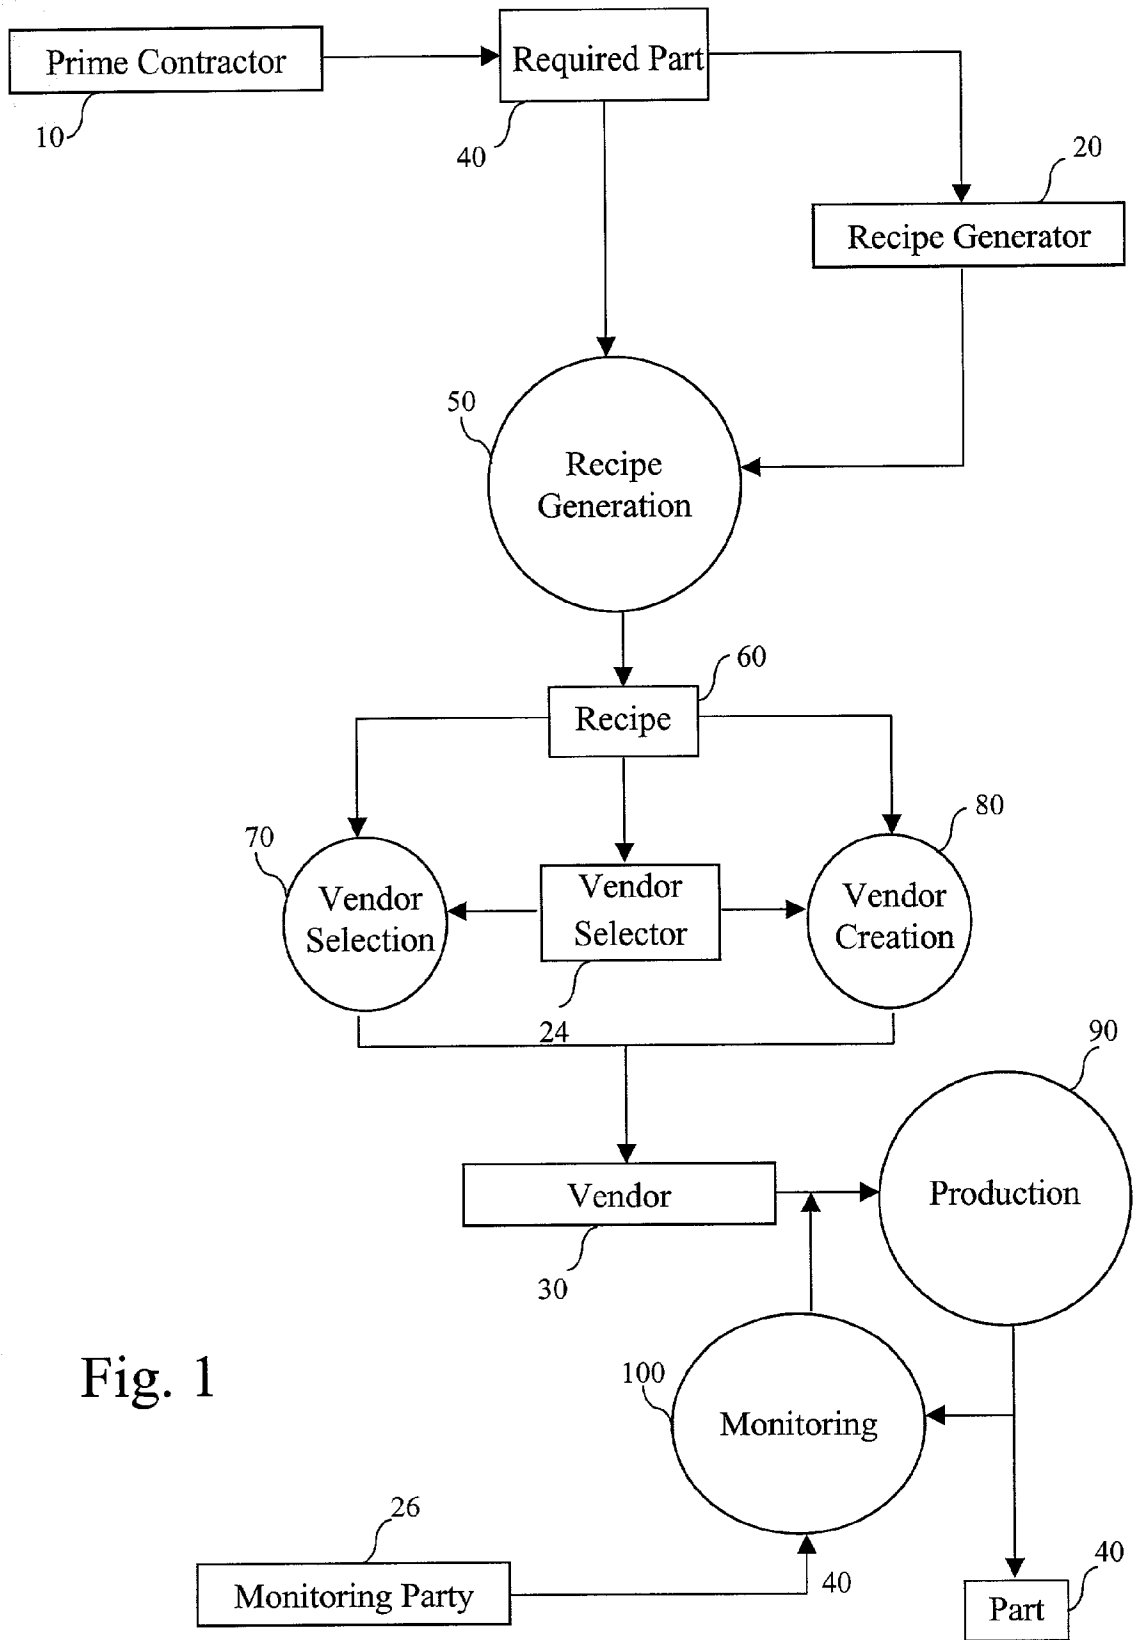 Prime Contractor
Required Part
10
40
20
Recipe Generator
50
Recipe
Generation
60
Recipe
70
80
Vendor
Selection
Vendor
Selector
Vendor
Creation
24
90
Vendor
Production
30
Fig. 1
100
Monitoring
26
40
40
Monitoring Party
Part